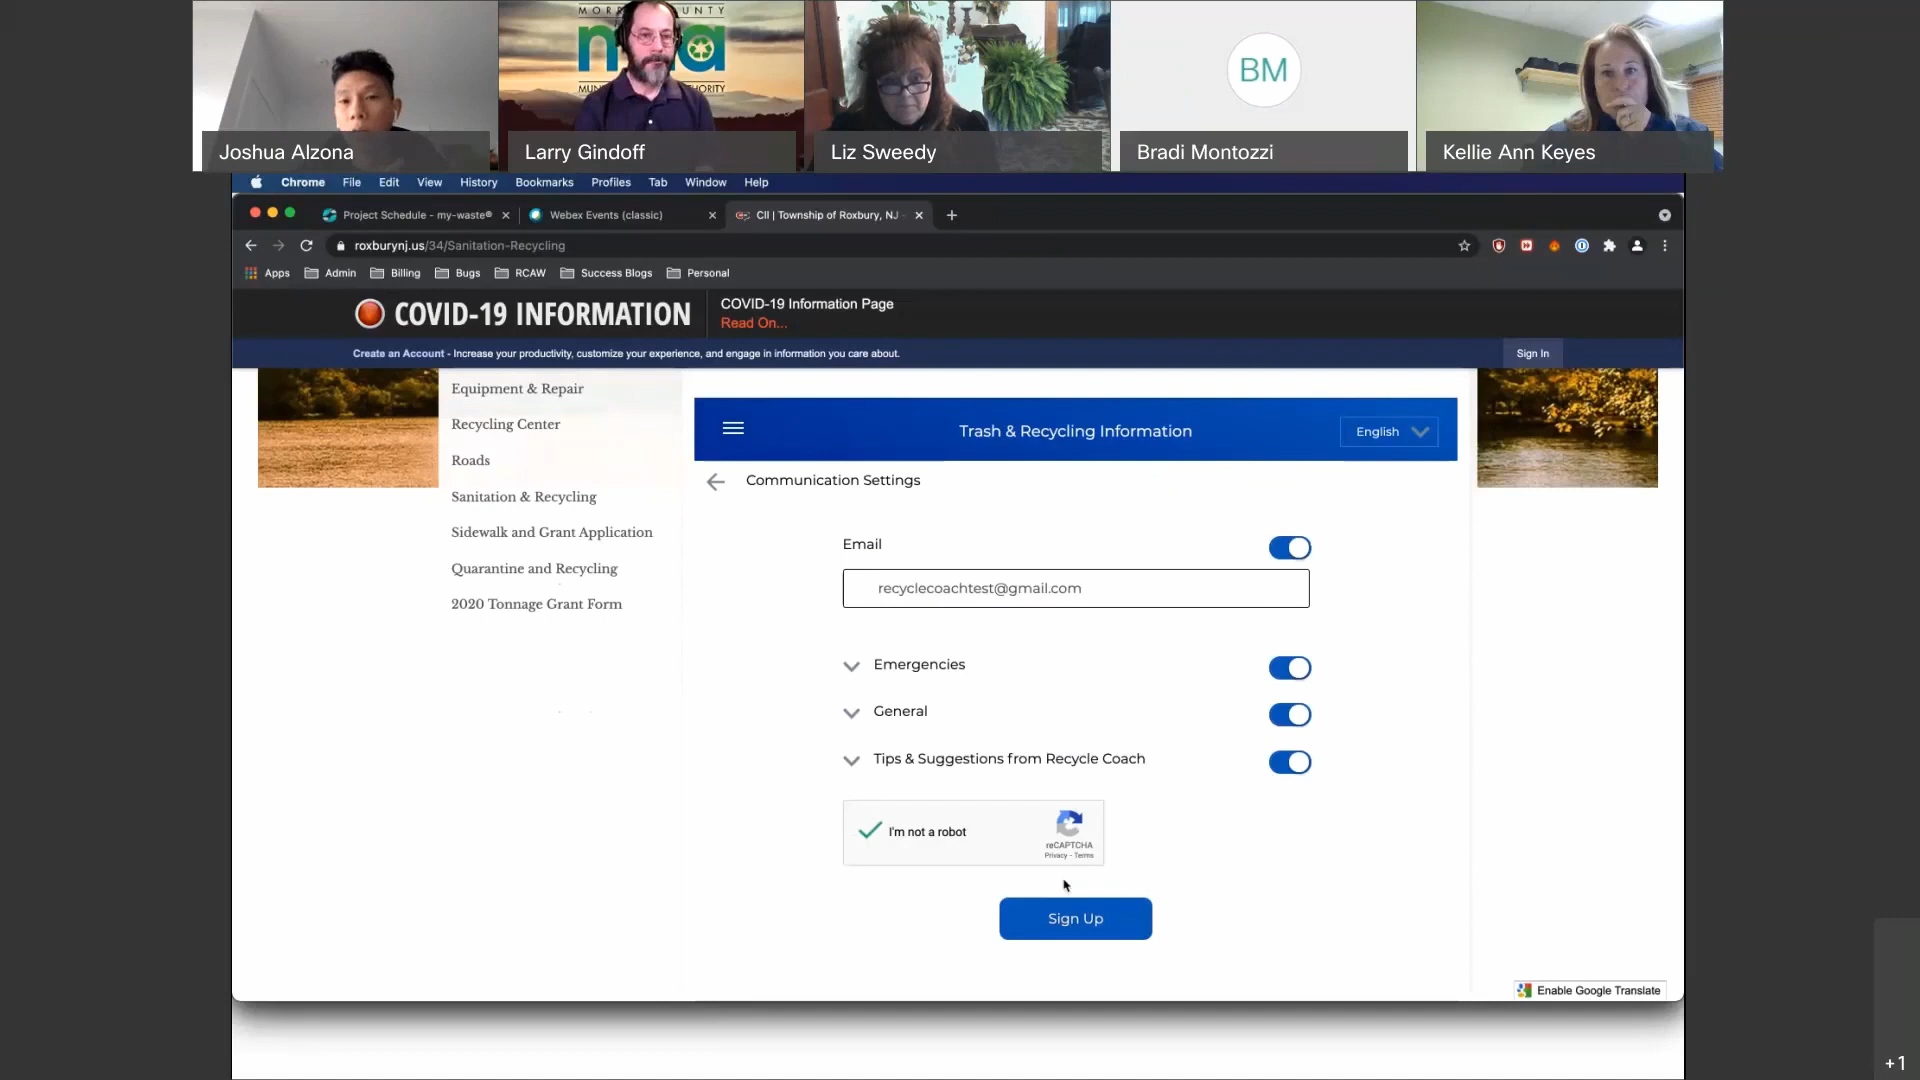 MORR
UNTY
MUN
HORITY
BM
Joshua Alzona
Larry Gindoff
Liz Sweedy
Bradi Montozzi
Kellie Ann Keyes
Chrome File Edit View History Bookmarks Profiles Tab Window Help
Project Schedule - my-waste®
Webex Events (classic)
CII | Township of Roxbury, NJ -
roxburynj.us/34/Sanitation-Recycling
Apps Admin Billing Bugs RCAW Success Blogs Personal
COVID-19 INFORMATION
COVID-19 Information Page
Read On...
Create an Account - Increase your productivity, customize your experience, and engage in information you care about.
Sign In
Equipment & Repair
Recycling Center
Roads
Sanitation & Recycling
Sidewalk and Grant Application
Quarantine and Recycling
2020 Tonnage Grant Form
Trash & Recycling Information
English
Communication Settings
Email
recyclecoachtest@gmail.com
Emergencies
General
Tips & Suggestions from Recycle Coach
I'm not a robot
reCAPTCHA
Privacy - Terms
Sign Up
Enable Google Translate
+1